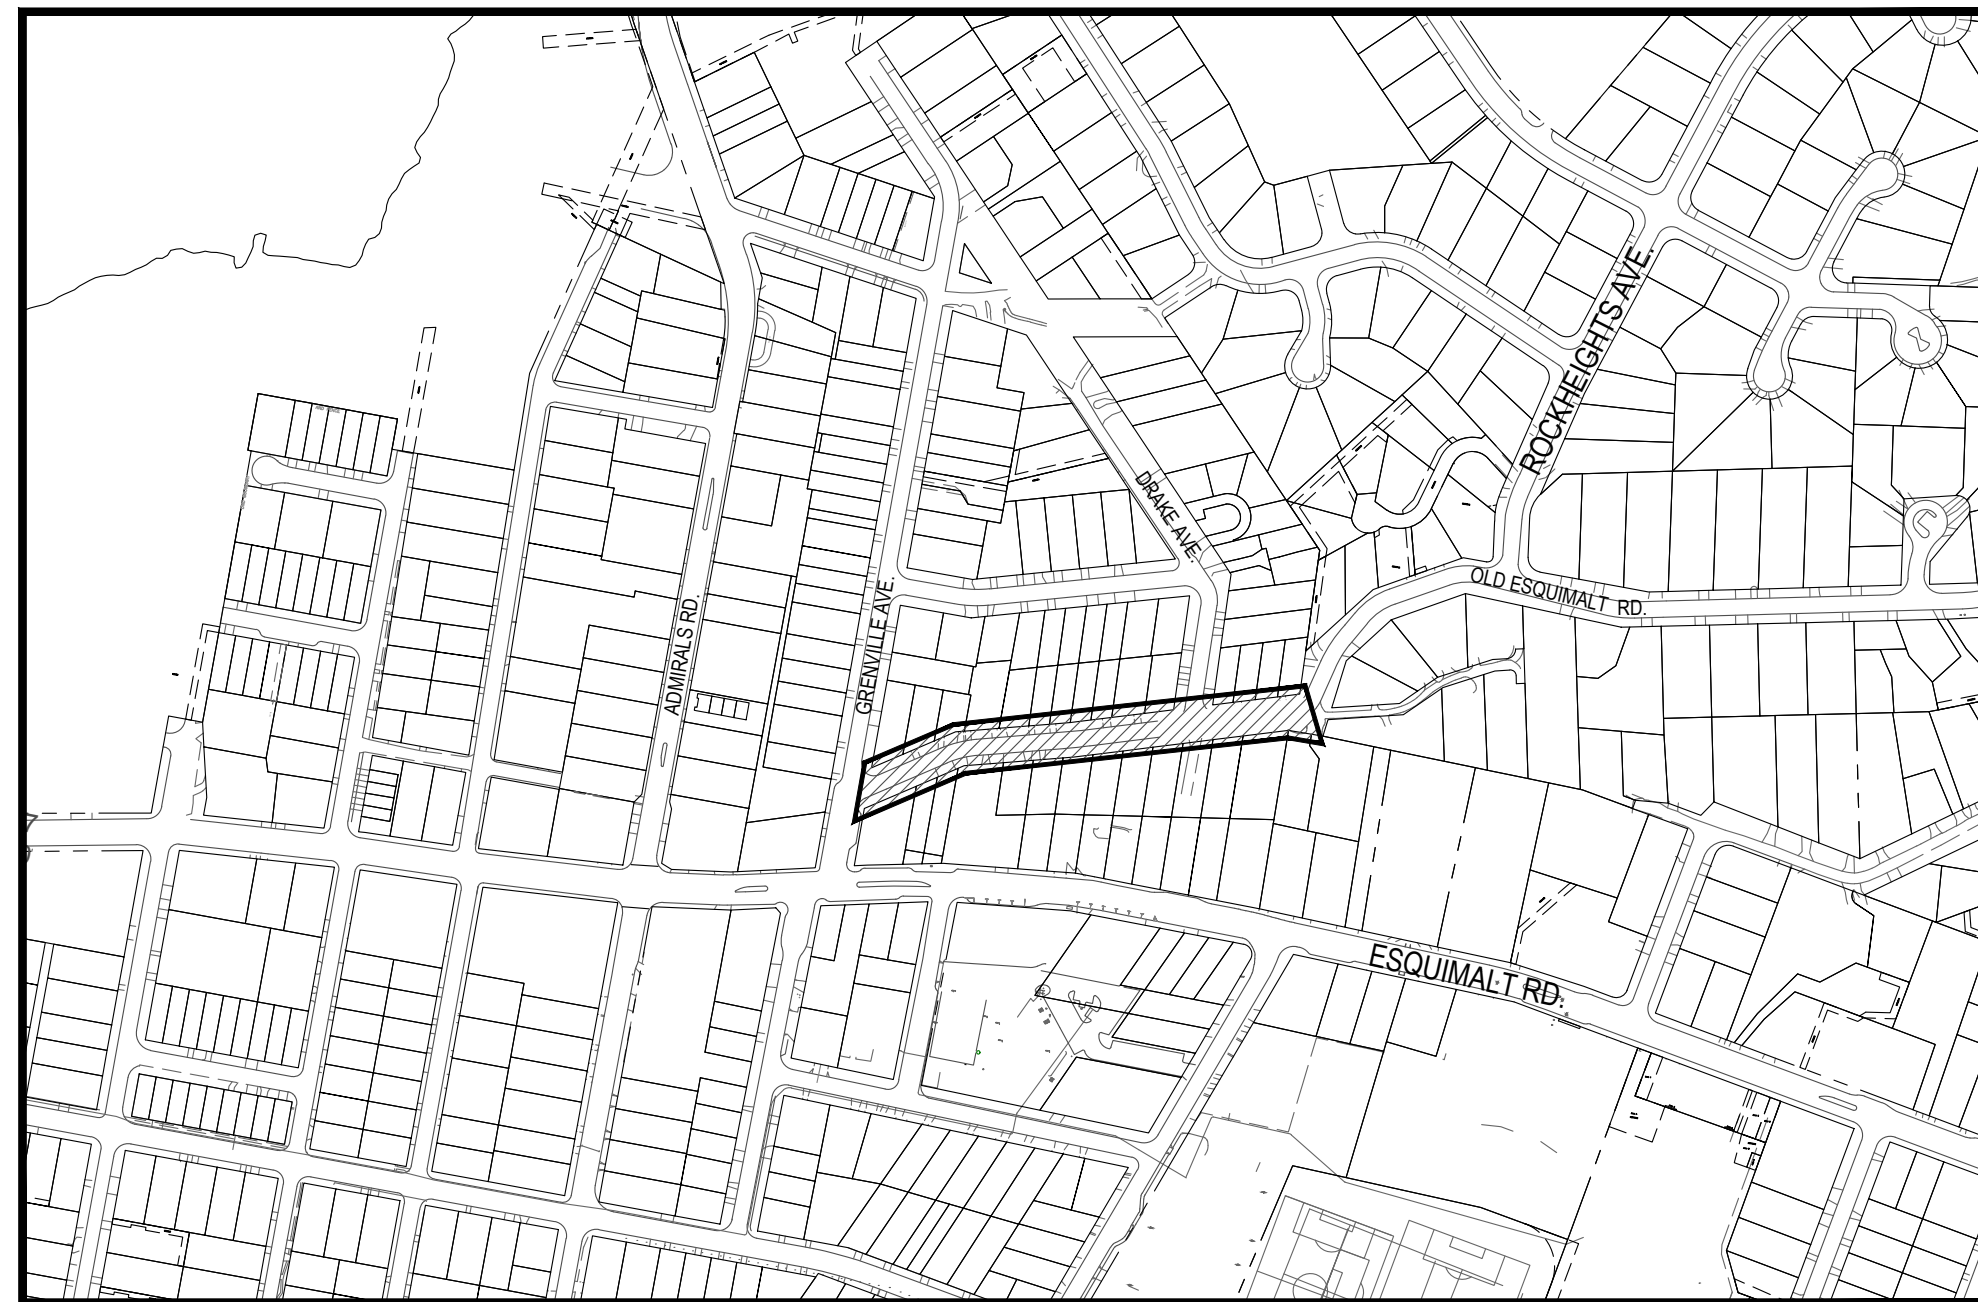 ROCKHEIGHTS AVE.
DRAKE AVE.
OLD ESQUIMALT RD.
GRENVILLE AVE.
ADMIRALS RD.
ESQUIMALT RD.